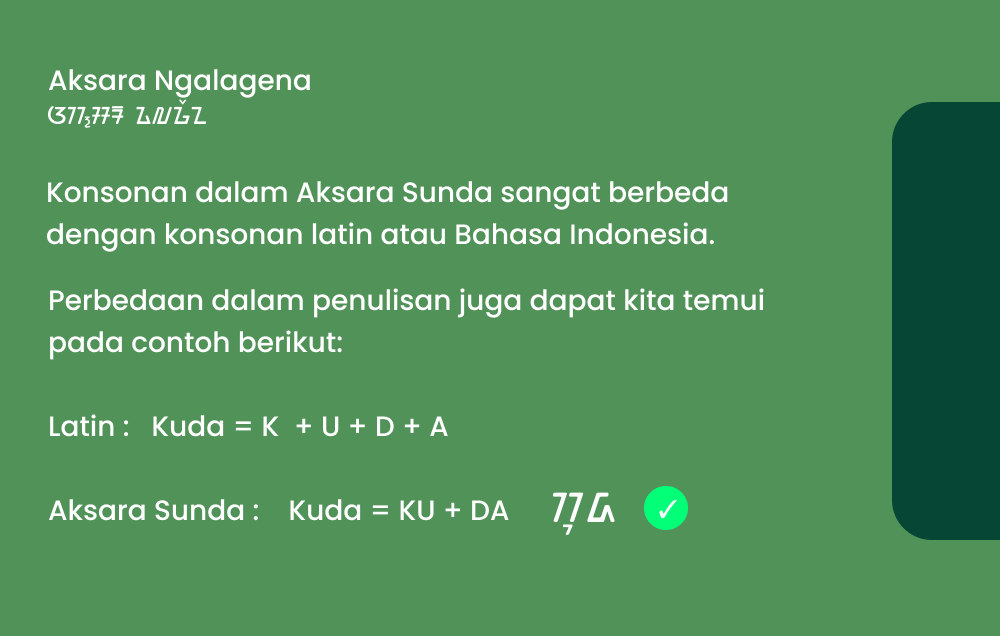 Aksara Ngalagena
ᮃᮊ᮪ᮞᮛ ᮍᮜᮌᮨᮔ
Konsonan dalam Aksara Sunda sangat berbeda
dengan konsonan latin atau Bahasa Indonesia.
Perbedaan dalam penulisan juga dapat kita temui
pada contoh berikut:
Latin : Kuda = K + U + D + A
Aksara Sunda : Kuda = KU + DA ᮊᮥᮓ ✓